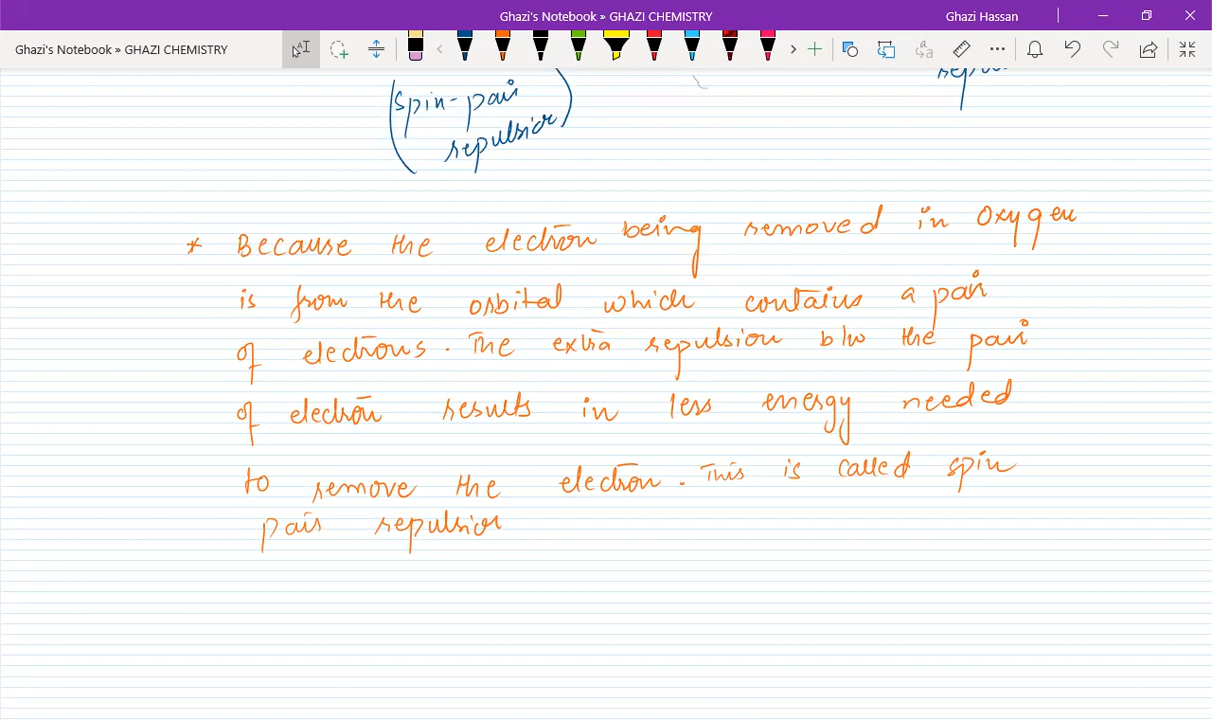 Ghazi's Notebook » GHAZI CHEMISTRY
Ghazi Hassan
Ghazi's Notebook » GHAZI CHEMISTRY
(spin-pair
repulsion)
* Because the electron being removed in Oxygen
is from the orbital which contains a pair
of electrons. The extra repulsion b/w the pair
of electron results in less energy needed
to remove the electron. This is called spin
pair repulsion